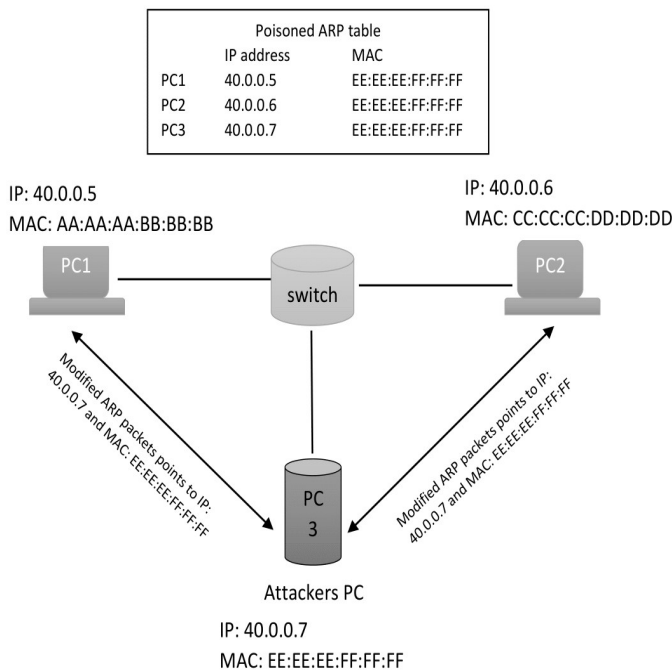 Poisoned ARP table
IP address MAC
PC1 40.0.0.5 EE:EE:EE:FF:FF:FF
PC2 40.0.0.6 EE:EE:EE:FF:FF:FF
PC3 40.0.0.7 EE:EE:EE:FF:FF:FF
IP: 40.0.0.5
MAC: AA:AA:AA:BB:BB:BB
IP: 40.0.0.6
MAC: CC:CC:CC:DD:DD:DD
PC1
switch
PC2
Modified ARP packets points to IP:
40.0.0.7 and MAC: EE:EE:EE:FF:FF:FF
Modified ARP packets points to IP:
40.0.0.7 and MAC: EE:EE:EE:FF:FF:FF
PC
3
Attackers PC
IP: 40.0.0.7
MAC: EE:EE:EE:FF:FF:FF